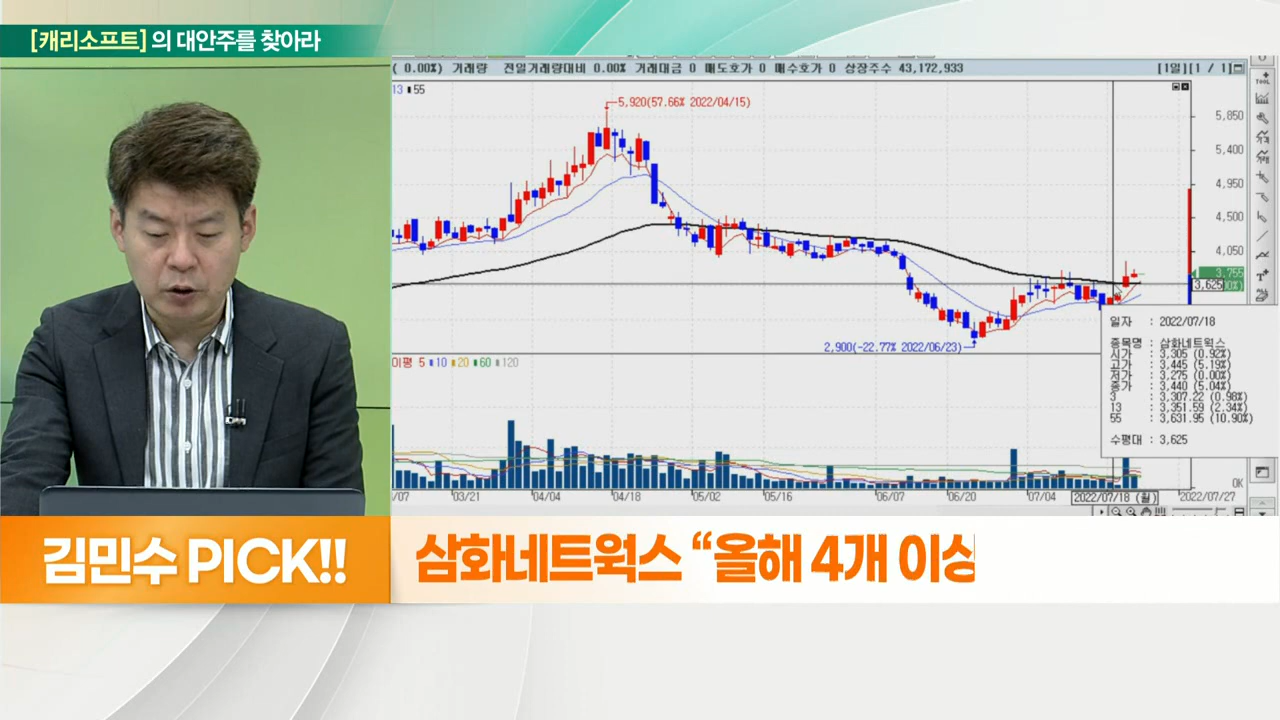 [캐리소프트]의 대안주를 찾아라
( 0.00%) 거래량 전일거래량대비 0.00% 거래대금 0 매도호가 0 매수호가 0 상장주수 43,172,933
[1일][1 / 1]
13 55
5,920(57.66% 2022/04/15)
5,850
5,400
4,950
4,500
4,050
3,755
3,625
2,900(-22.77% 2022/06/23)
일자 : 2022/07/18
종목명 : 삼화네트웍스
시가 : 3,305 (0.92%)
고가 : 3,445 (5.19%)
저가 : 3,275 (0.00%)
종가 : 3,440 (5.04%)
3 : 3,307.22 (0.98%)
13 : 3,351.59 (2.34%)
55 : 3,631.95 (10.90%)
수평대 : 3,625
이평 5 10 20 60 120
0K
/07 03/21 04/04 04/18 05/02 05/16 06/07 06/20 07/04 2022/07/18 (월) 2022/07/27
김민수 PICK!!
삼화네트웍스 “올해 4개 이상